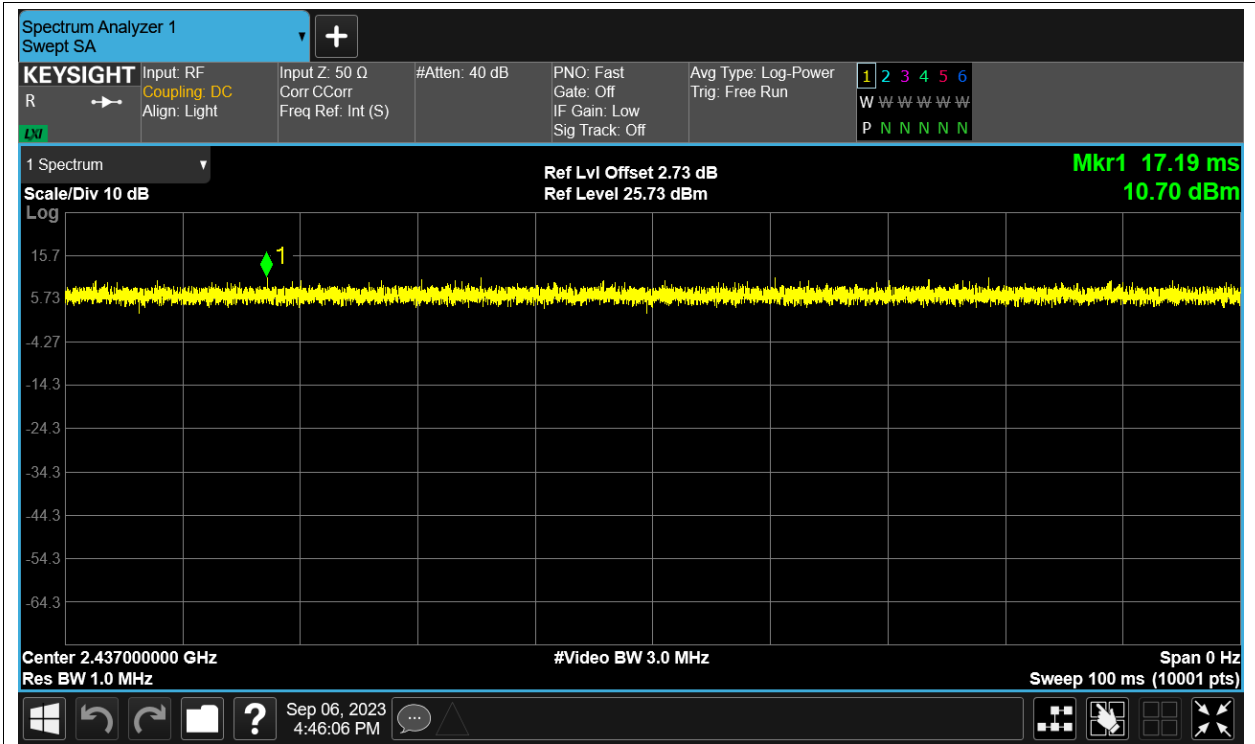 Spectrum Analyzer 1
Swept SA
KEYSIGHT Input: RF Input Z: 50 Ω #Atten: 40 dB PNO: Fast Avg Type: Log-Power 1 2 3 4 5 6
R Coupling: DC Corr CCorr Gate: Off Trig: Free Run W W W W W W
Align: Light Freq Ref: Int (S) IF Gain: Low
LXI Sig Track: Off P N N N N N
1 Spectrum Ref Lvl Offset 2.73 dB Mkr1 17.19 ms
Scale/Div 10 dB Ref Level 25.73 dBm 10.70 dBm
Log
15.7
1
5.73
-4.27
-14.3
-24.3
-34.3
-44.3
-54.3
-64.3
Center 2.437000000 GHz #Video BW 3.0 MHz Span 0 Hz
Res BW 1.0 MHz Sweep 100 ms (10001 pts)
? Sep 06, 2023
4:46:06 PM